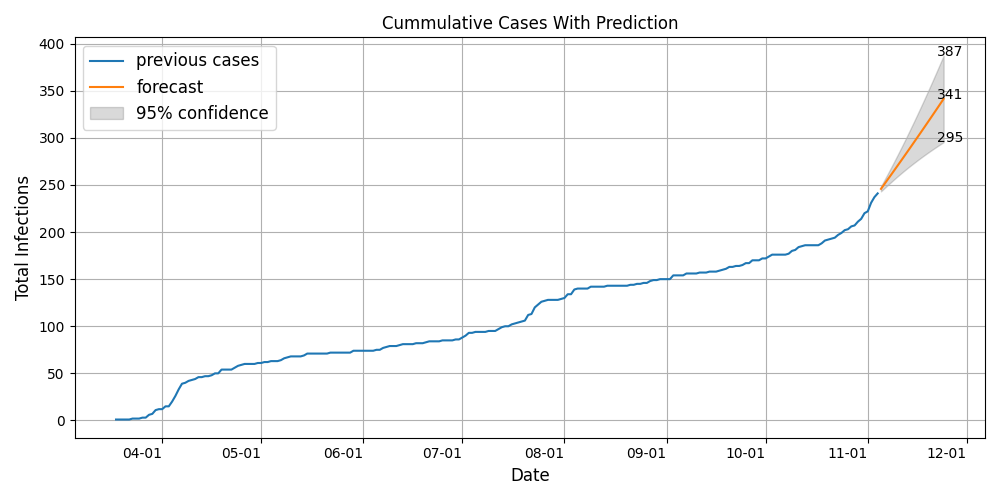 Cummulative Cases With Prediction
previous cases
forecast
95% confidence
387
341
295
Total Infections
400
350
300
250
200
150
100
50
0
04-01 05-01 06-01 07-01 08-01 09-01 10-01 11-01 12-01
Date